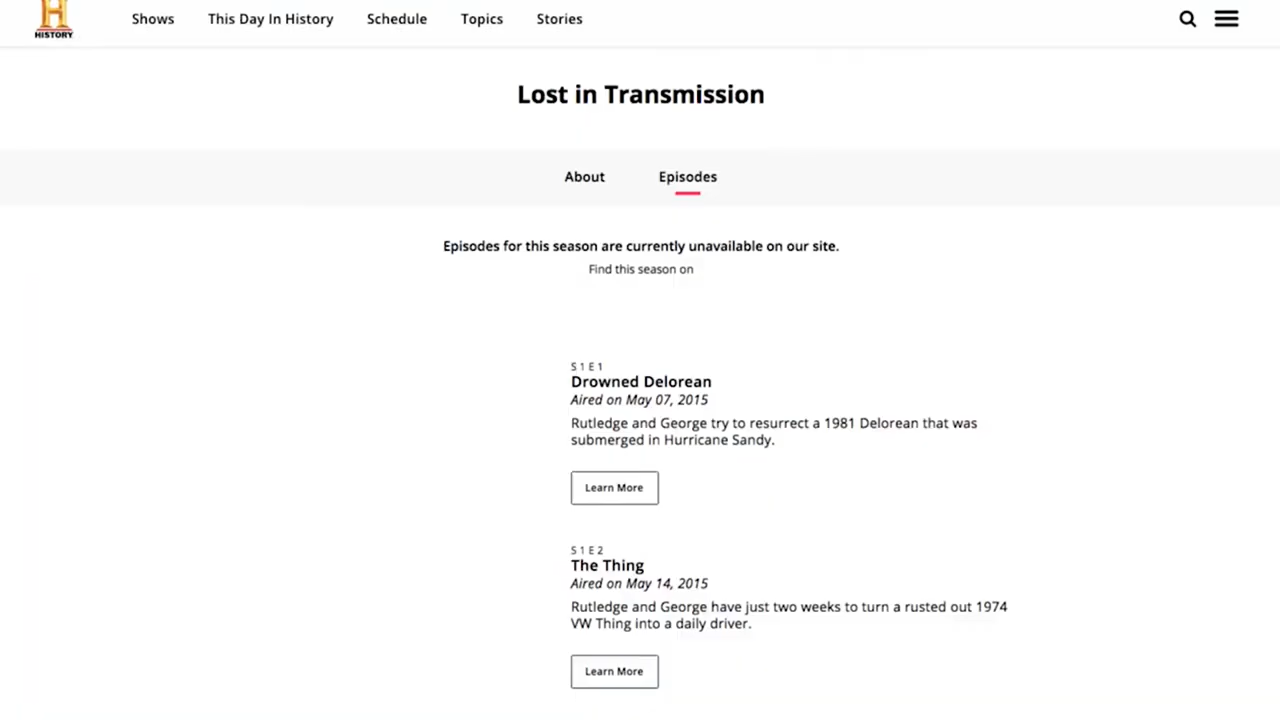 H
HISTORY
Shows This Day In History Schedule Topics Stories
Lost in Transmission
About Episodes
Episodes for this season are currently unavailable on our site.
Find this season on
S1E1
Drowned Delorean
Aired on May 07, 2015
Rutledge and George try to resurrect a 1981 Delorean that was
submerged in Hurricane Sandy.
Learn More
S1E2
The Thing
Aired on May 14, 2015
Rutledge and George have just two weeks to turn a rusted out 1974
VW Thing into a daily driver.
Learn More